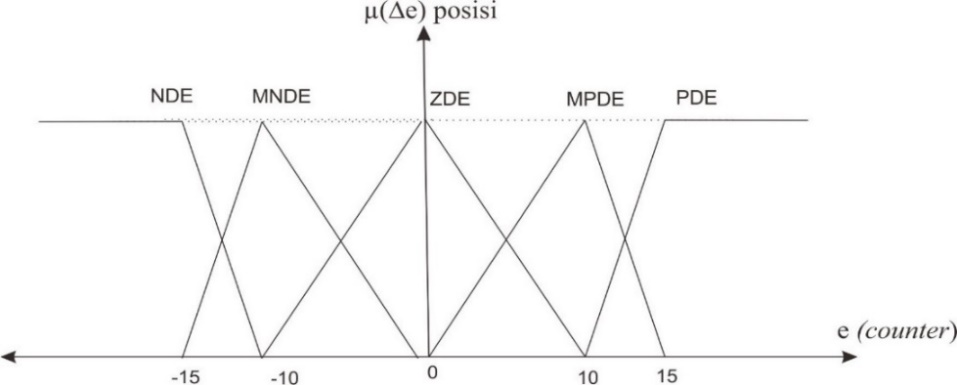 μ(Δe) posisi
NDE MNDE ZDE MPDE PDE
e (counter)
-15 -10 0 10 15